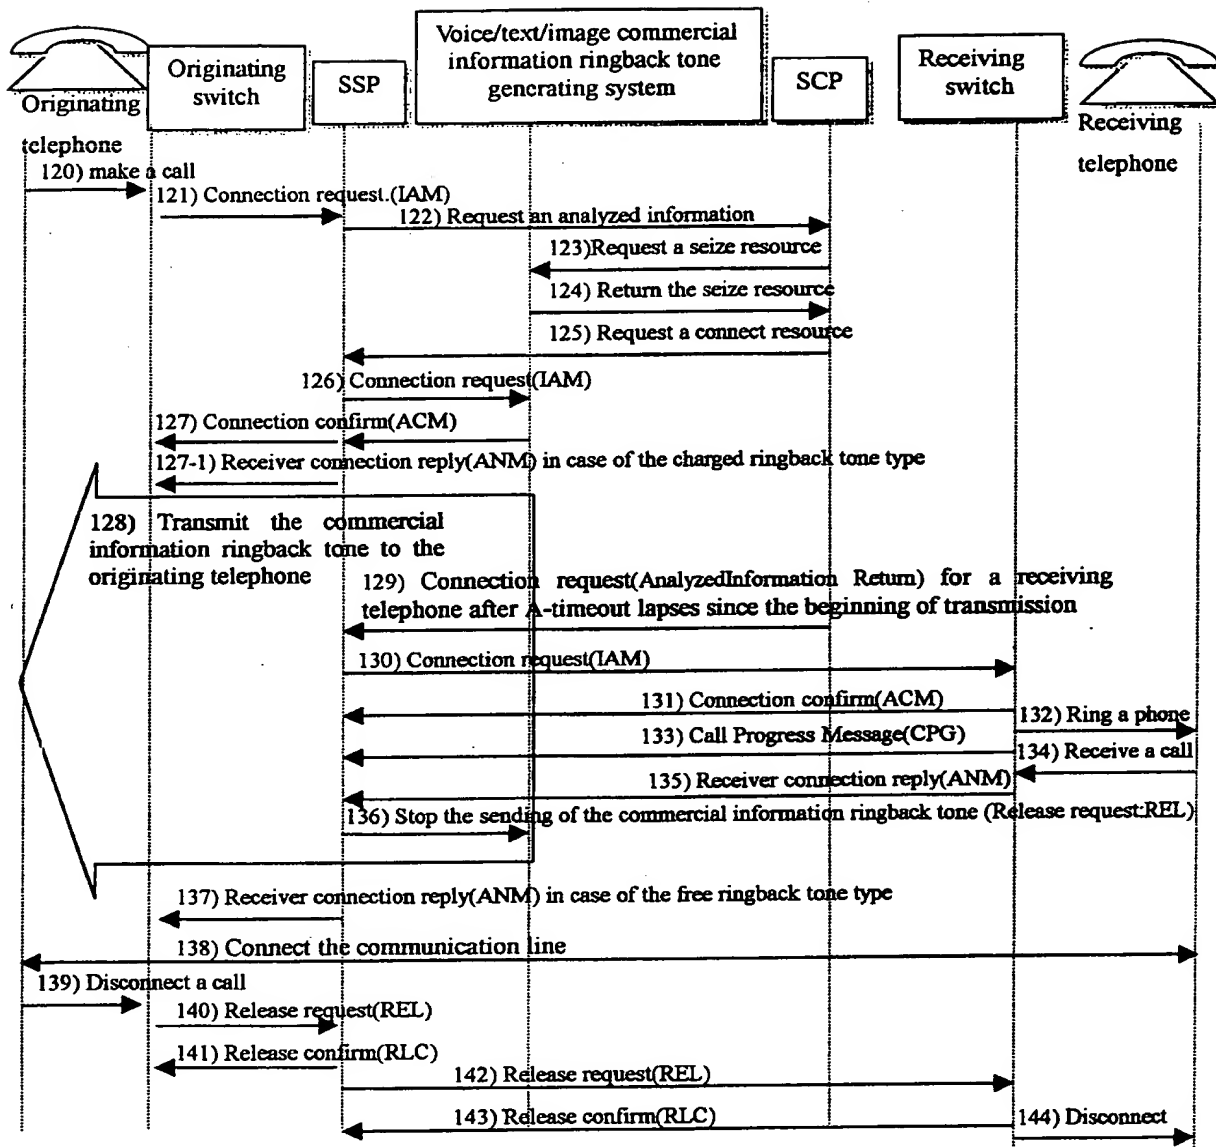 Voice/text/image commercial
information ringback tone
generating system
Originating
switch
SSP
SCP
Receiving
switch
Originating
telephone
Receiving
telephone
120) make a call
121) Connection request.(IAM)
122) Request an analyzed information
123)Request a seize resource
124) Return the seize resource
125) Request a connect resource
126) Connection request(IAM)
127) Connection confirm(ACM)
127-1) Receiver connection reply(ANM) in case of the charged ringback tone type
128) Transmit the commercial
information ringback tone to the
originating telephone
129) Connection request(AnalyzedInformation Return) for a receiving
telephone after A-timeout lapses since the beginning of transmission
130) Connection request(IAM)
131) Connection confirm(ACM)
132) Ring a phone
133) Call Progress Message(CPG)
134) Receive a call
135) Receiver connection reply(ANM)
136) Stop the sending of the commercial information ringback tone (Release request:REL)
137) Receiver connection reply(ANM) in case of the free ringback tone type
138) Connect the communication line
139) Disconnect a call
140) Release request(REL)
141) Release confirm(RLC)
142) Release request(REL)
143) Release confirm(RLC)
144) Disconnect